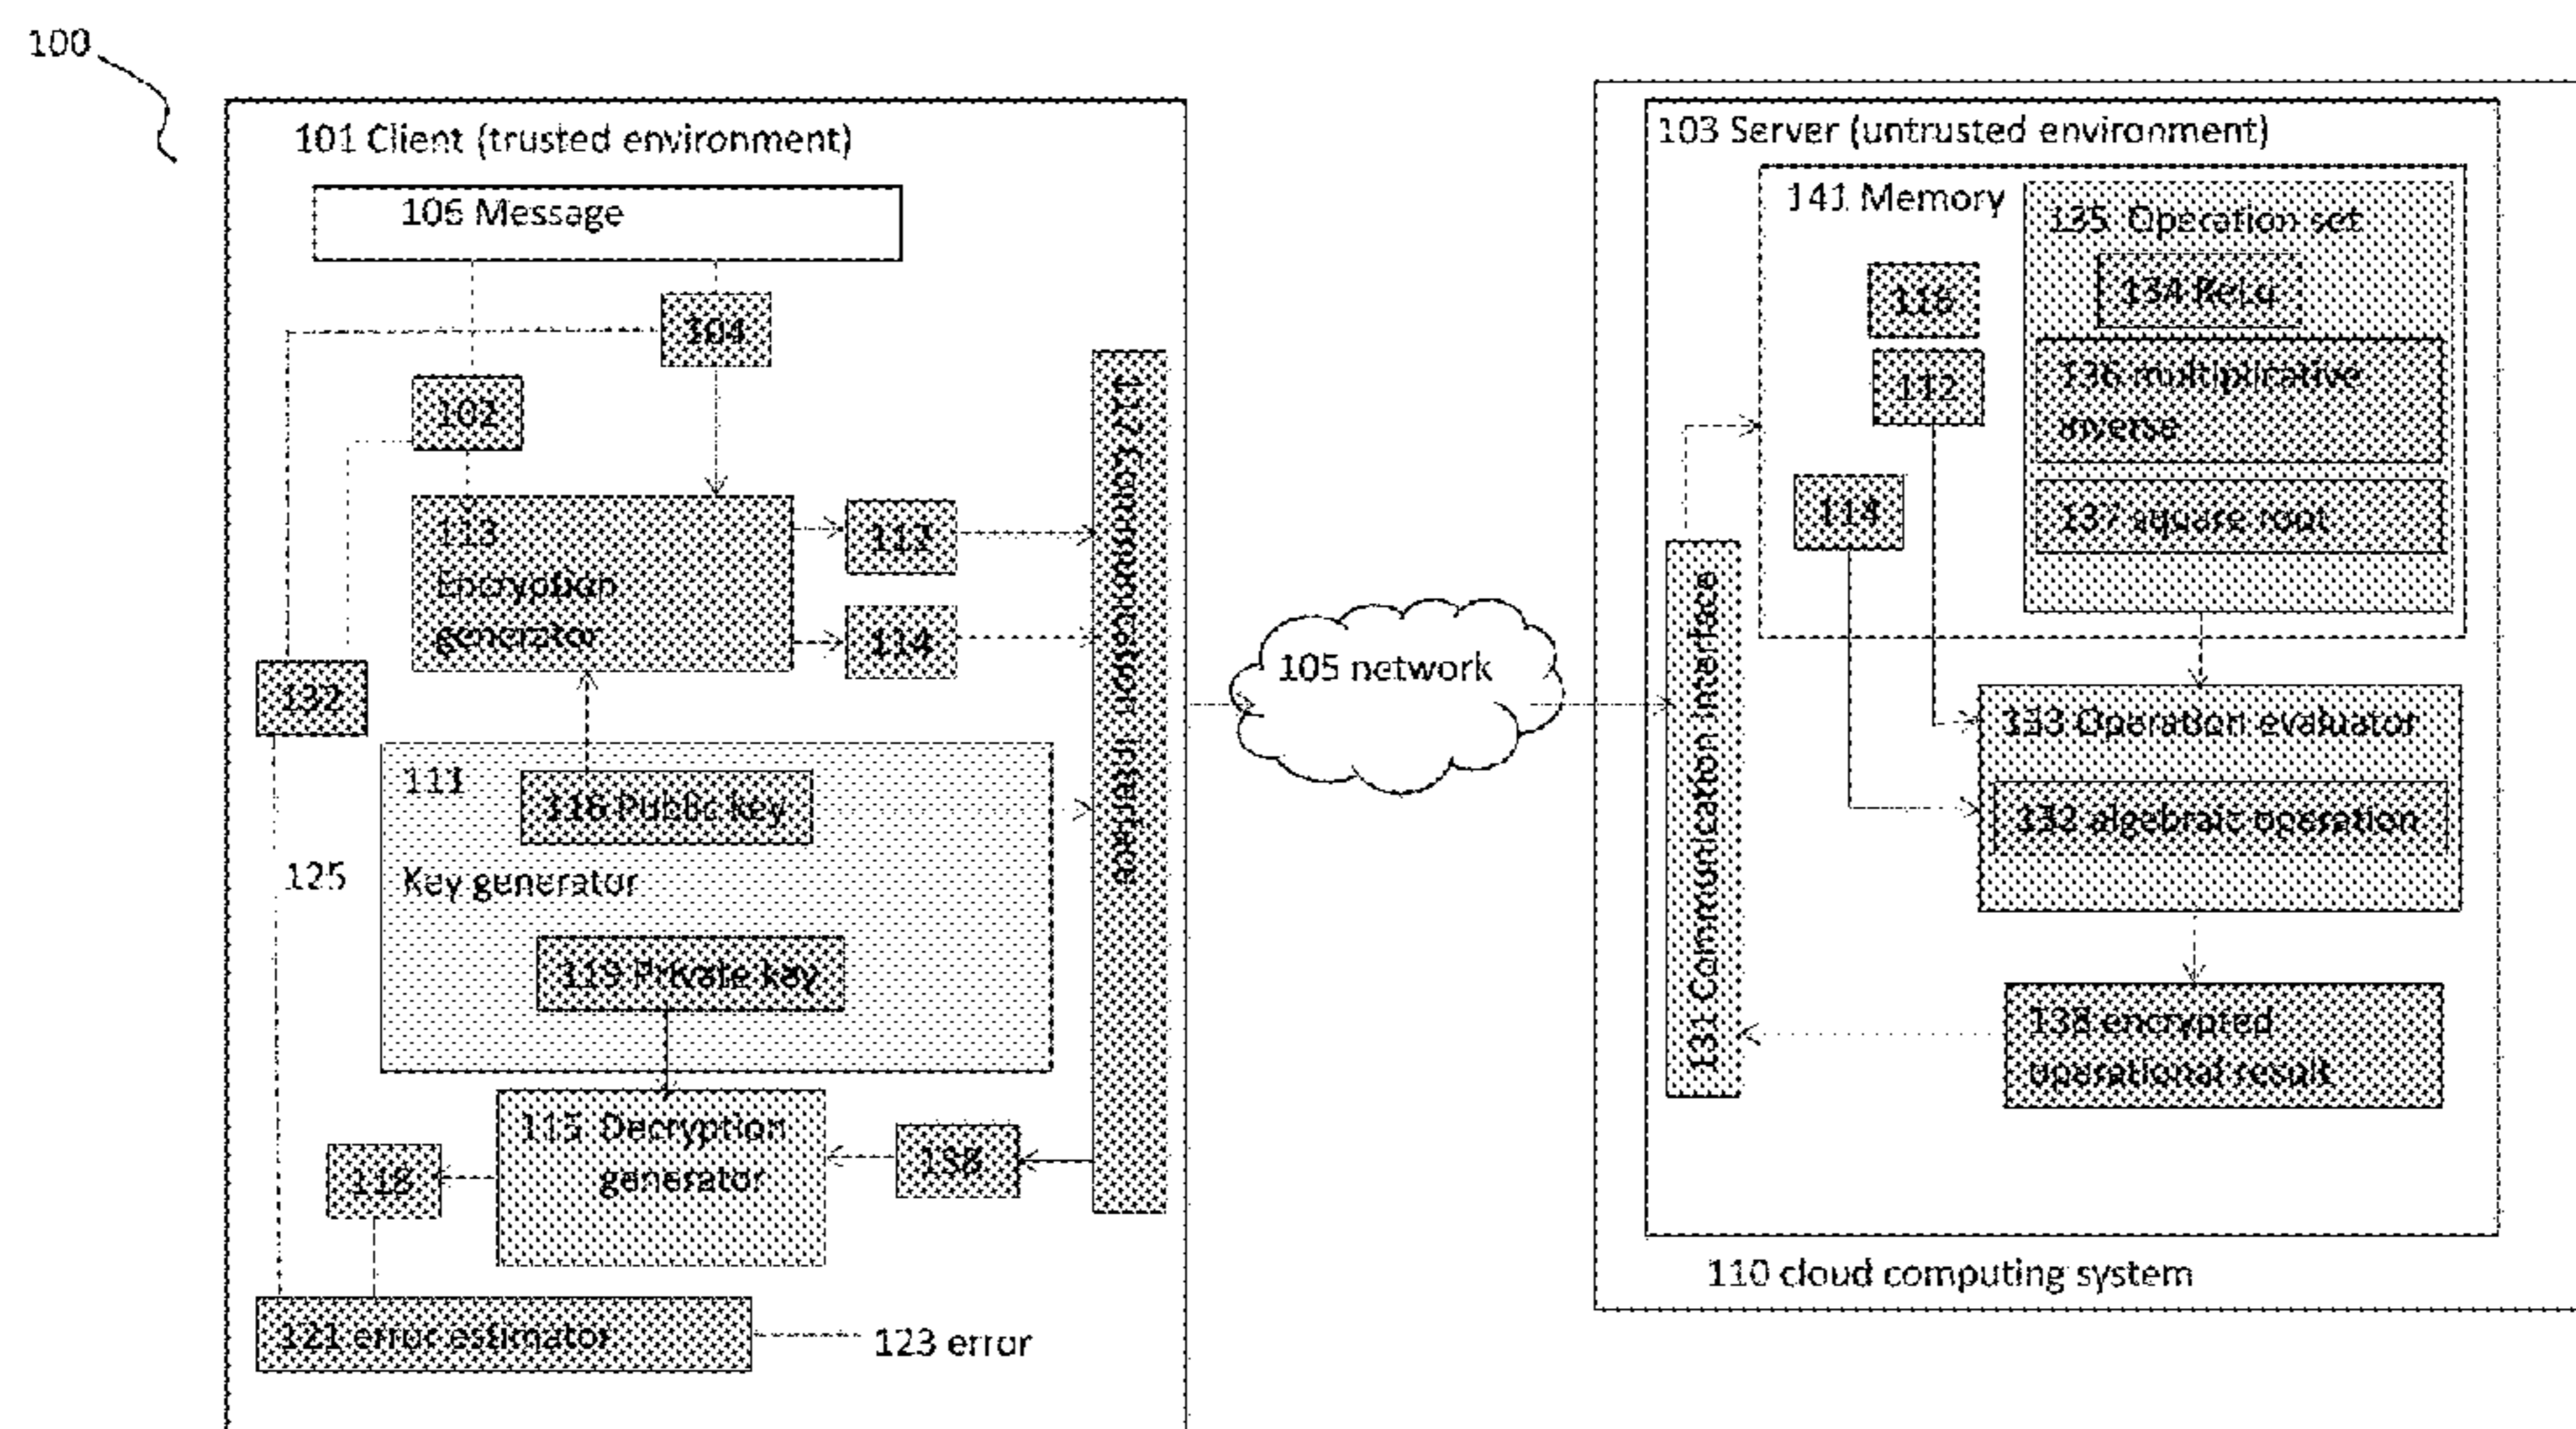 100
101 Client (trusted environment)
106 Message
104
102
113
Encryption
generator
112
114
117 Communication interface
132
111
116 Public key
125
Key generator
119 Private key
115 Decryption
generator
138
118
121 error estimator
123 error
105 network
103 Server (untrusted environment)
141 Memory
135 Operation set
134 ReLu
116
136 multiplicative
inverse
112
137 square root
114
131 Communication interface
133 Operation evaluator
132 algebraic operation
138 encrypted
operational result
110 cloud computing system